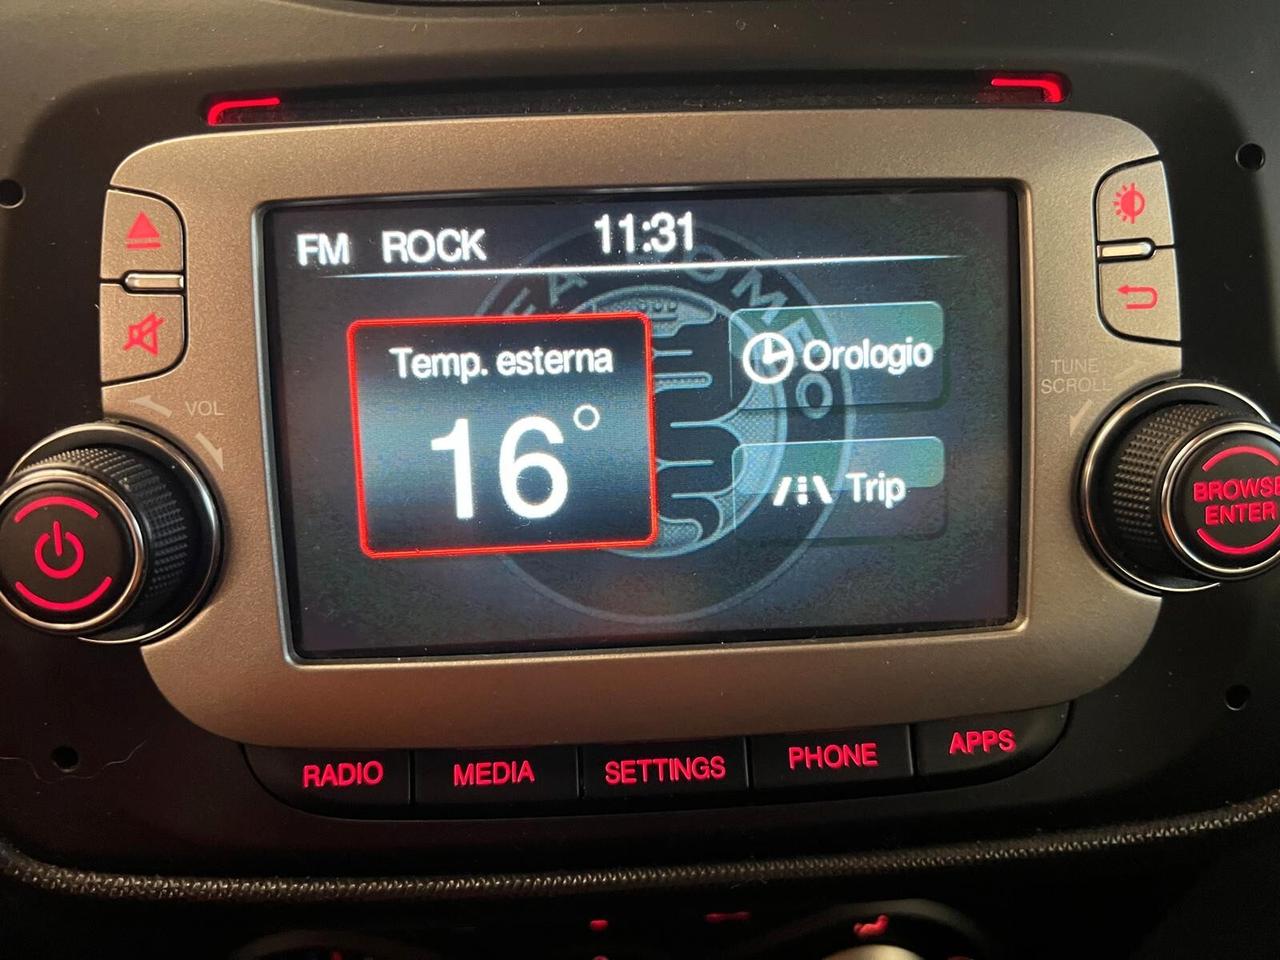 FM ROCK 11:31
Temp. esterna
16°
Orologio
Trip
VOL
TUNE
SCROLL
BROWSE
ENTER
RADIO
MEDIA
SETTINGS
PHONE
APPS